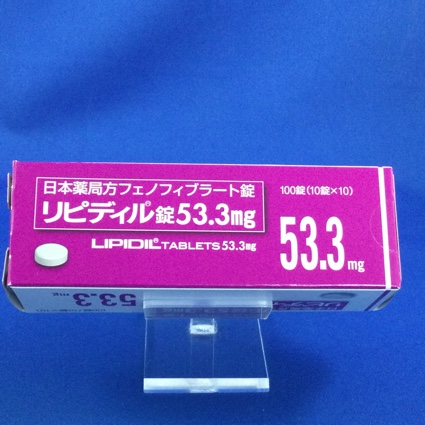 日本薬局方フェノフィブラート錠
リピディル®錠53.3mg
LIPIDIL® TABLETS 53.3mg
100錠(10錠×10)
53.3mg
53.3mg